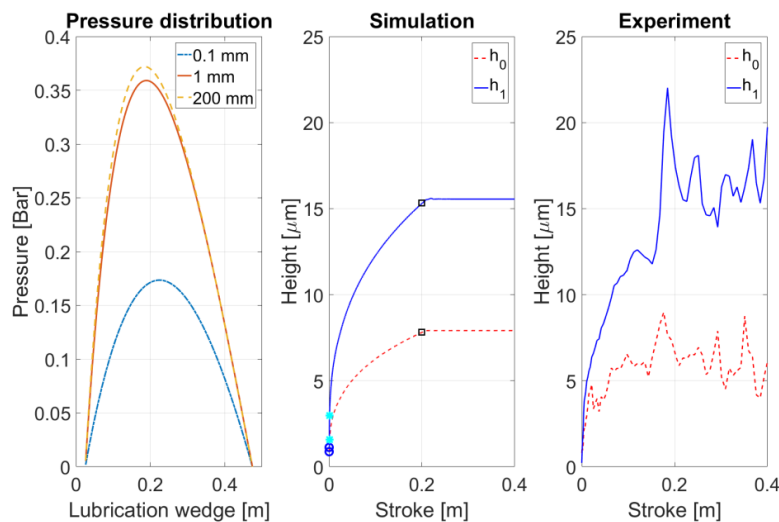 Pressure distribution
0.4
0.35
0.3
0.25
0.2
0.15
0.1
0.05
0
Pressure [Bar]
0.1 mm
1 mm
200 mm
0
0.2
0.4
Lubrication wedge [m]
Simulation
25
20
15
10
5
0
Height [μm]
h₀
h₁
0
0.2
0.4
Stroke [m]
Experiment
25
20
15
10
5
0
Height [μm]
h₀
h₁
0
0.2
0.4
Stroke [m]